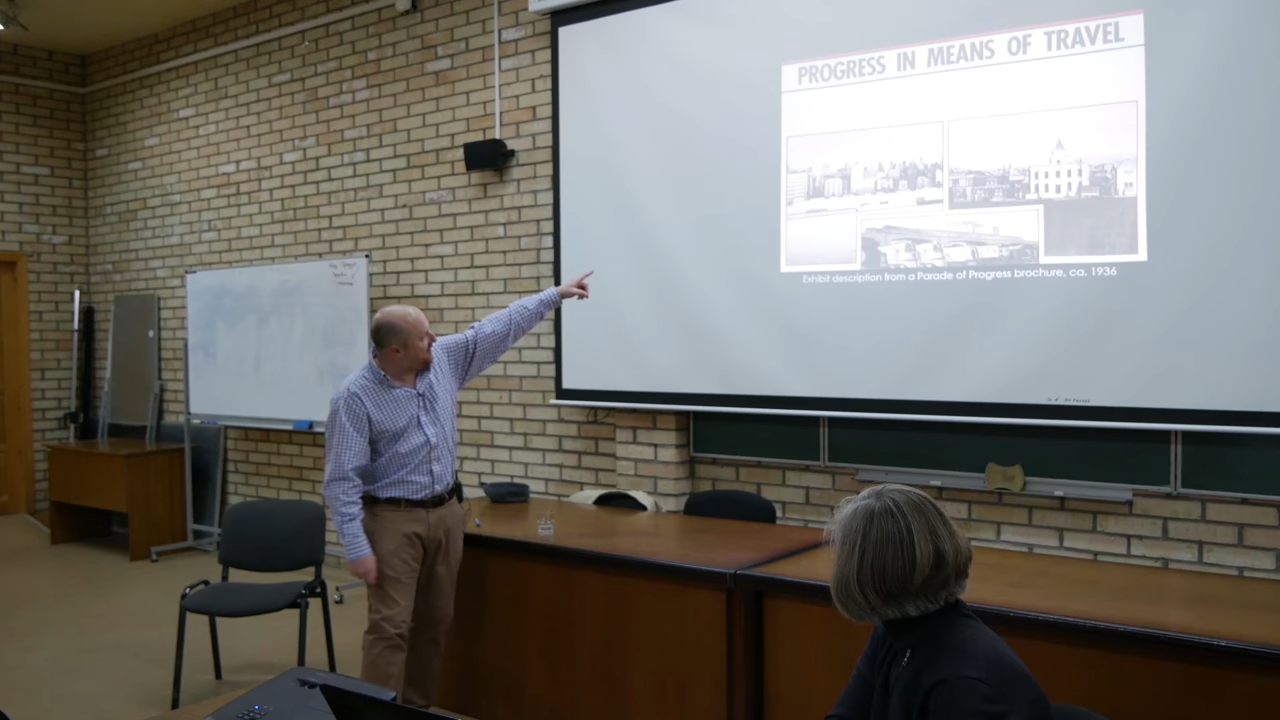 PROGRESS IN MEANS OF TRAVEL
Exhibit description from a Parade of Progress brochure, ca. 1936